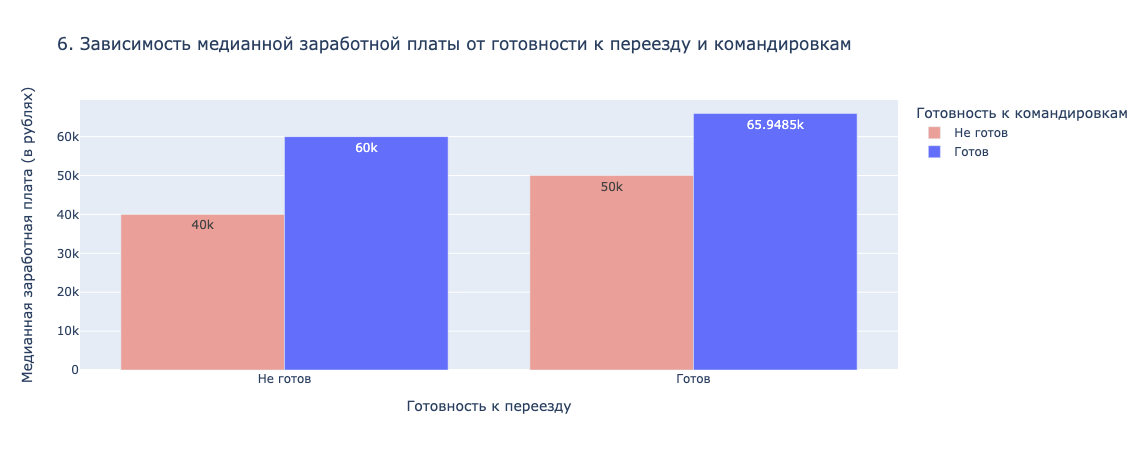 6. Зависимость медианной заработной платы от готовности к переезду и командировкам
Медианная заработная плата (в рублях)
60k
50k
40k
30k
20k
10k
0
40k
60k
50k
65.9485k
Не готов
Готов
Готовность к переезду
Готовность к командировкам
Не готов
Готов